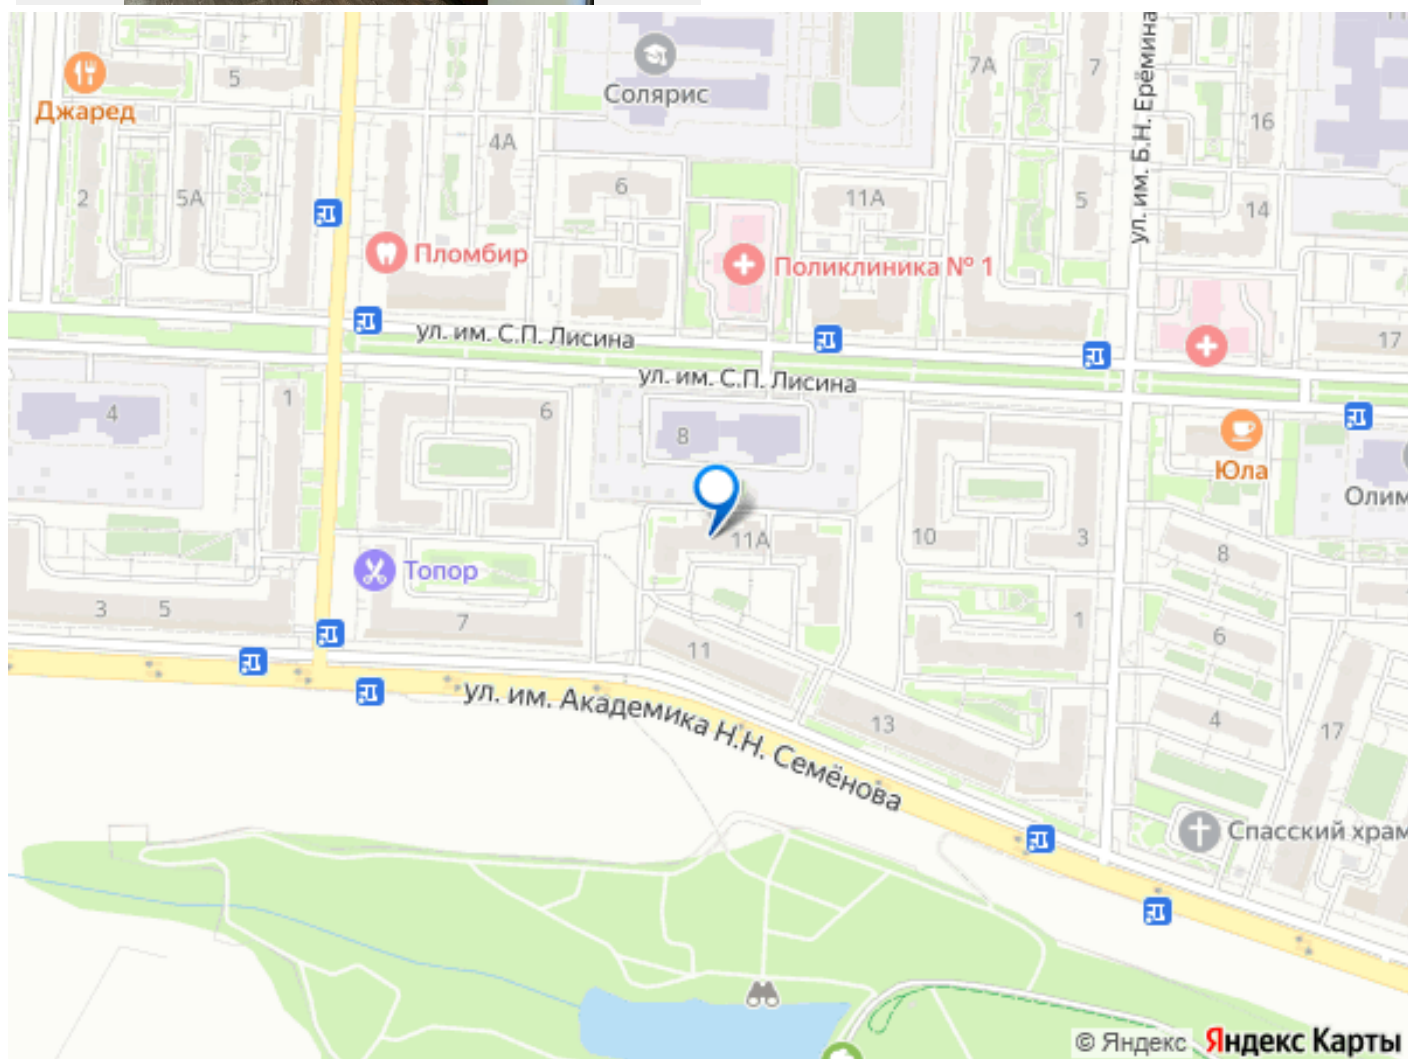 ул. им. Б.Н. Ерёмина
Солярис
7А
7
5
Джаред
16
4А
6
2
5А
11А
5
14
Пломбир
Поликлиника № 1
ул. им. С.П. Лисина
17
ул. им. С.П. Лисина
1
4
6
8
Юла
Олим
11А
10
3
8
Топор
3
5
7
1
6
11
4
13
17
ул. им. Академика Н.Н. Семёнова
Спасский храм
© Яндекс Яндекс Карты